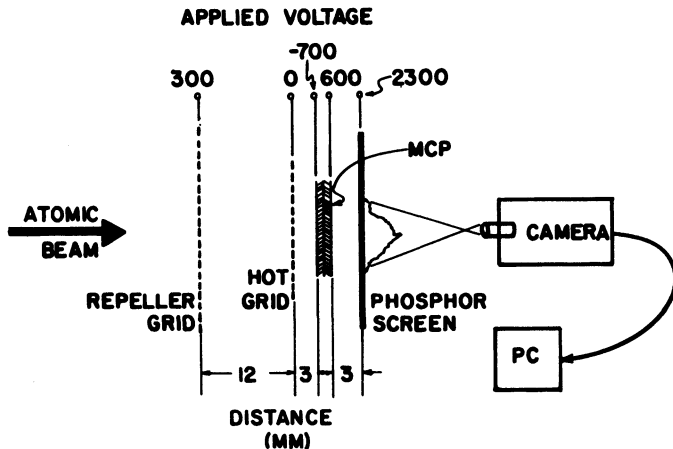 APPLIED VOLTAGE
-700
300
0
600
2300
MCP
ATOMIC
BEAM
CAMERA
HOT
GRID
REPELLER
GRID
PHOSPHOR
SCREEN
PC
12
3
3
DISTANCE
(MM)